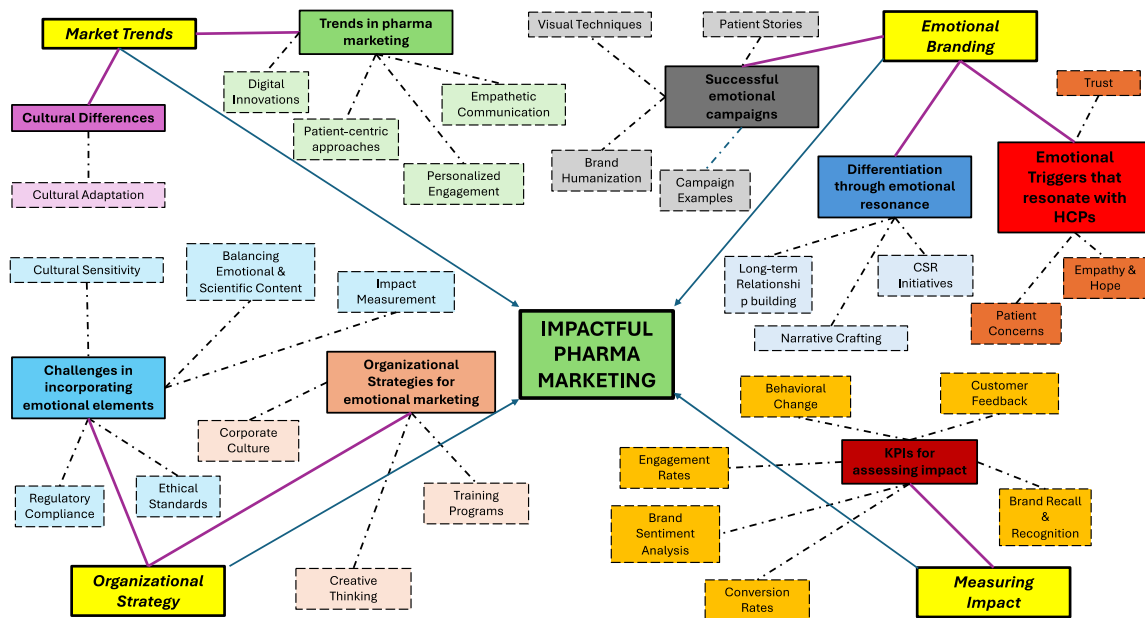 Market Trends
Trends in pharma
marketing
Digital
Innovations
Empathetic
Communication
Patient-centric
approaches
Personalized
Engagement
Cultural Differences
Cultural Adaptation
Visual Techniques
Patient Stories
Successful
emotional
campaigns
Brand
Humanization
Campaign
Examples
Emotional
Branding
Trust
Differentiation
through emotional
resonance
Emotional
Triggers that
resonate with
HCPs
Long-term
Relationshi
p building
CSR
Initiatives
Narrative Crafting
Empathy &
Hope
Patient
Concerns
Cultural Sensitivity
Balancing
Emotional &
Scientific Content
Impact
Measurement
Challenges in
incorporating
emotional elements
Organizational
Strategies for
emotional marketing
Corporate
Culture
Regulatory
Compliance
Ethical
Standards
Training
Programs
Creative
Thinking
Organizational
Strategy
IMPACTFUL
PHARMA
MARKETING
Behavioral
Change
Customer
Feedback
KPIs for
assessing impact
Engagement
Rates
Brand
Sentiment
Analysis
Brand Recall
&
Recognition
Conversion
Rates
Measuring
Impact